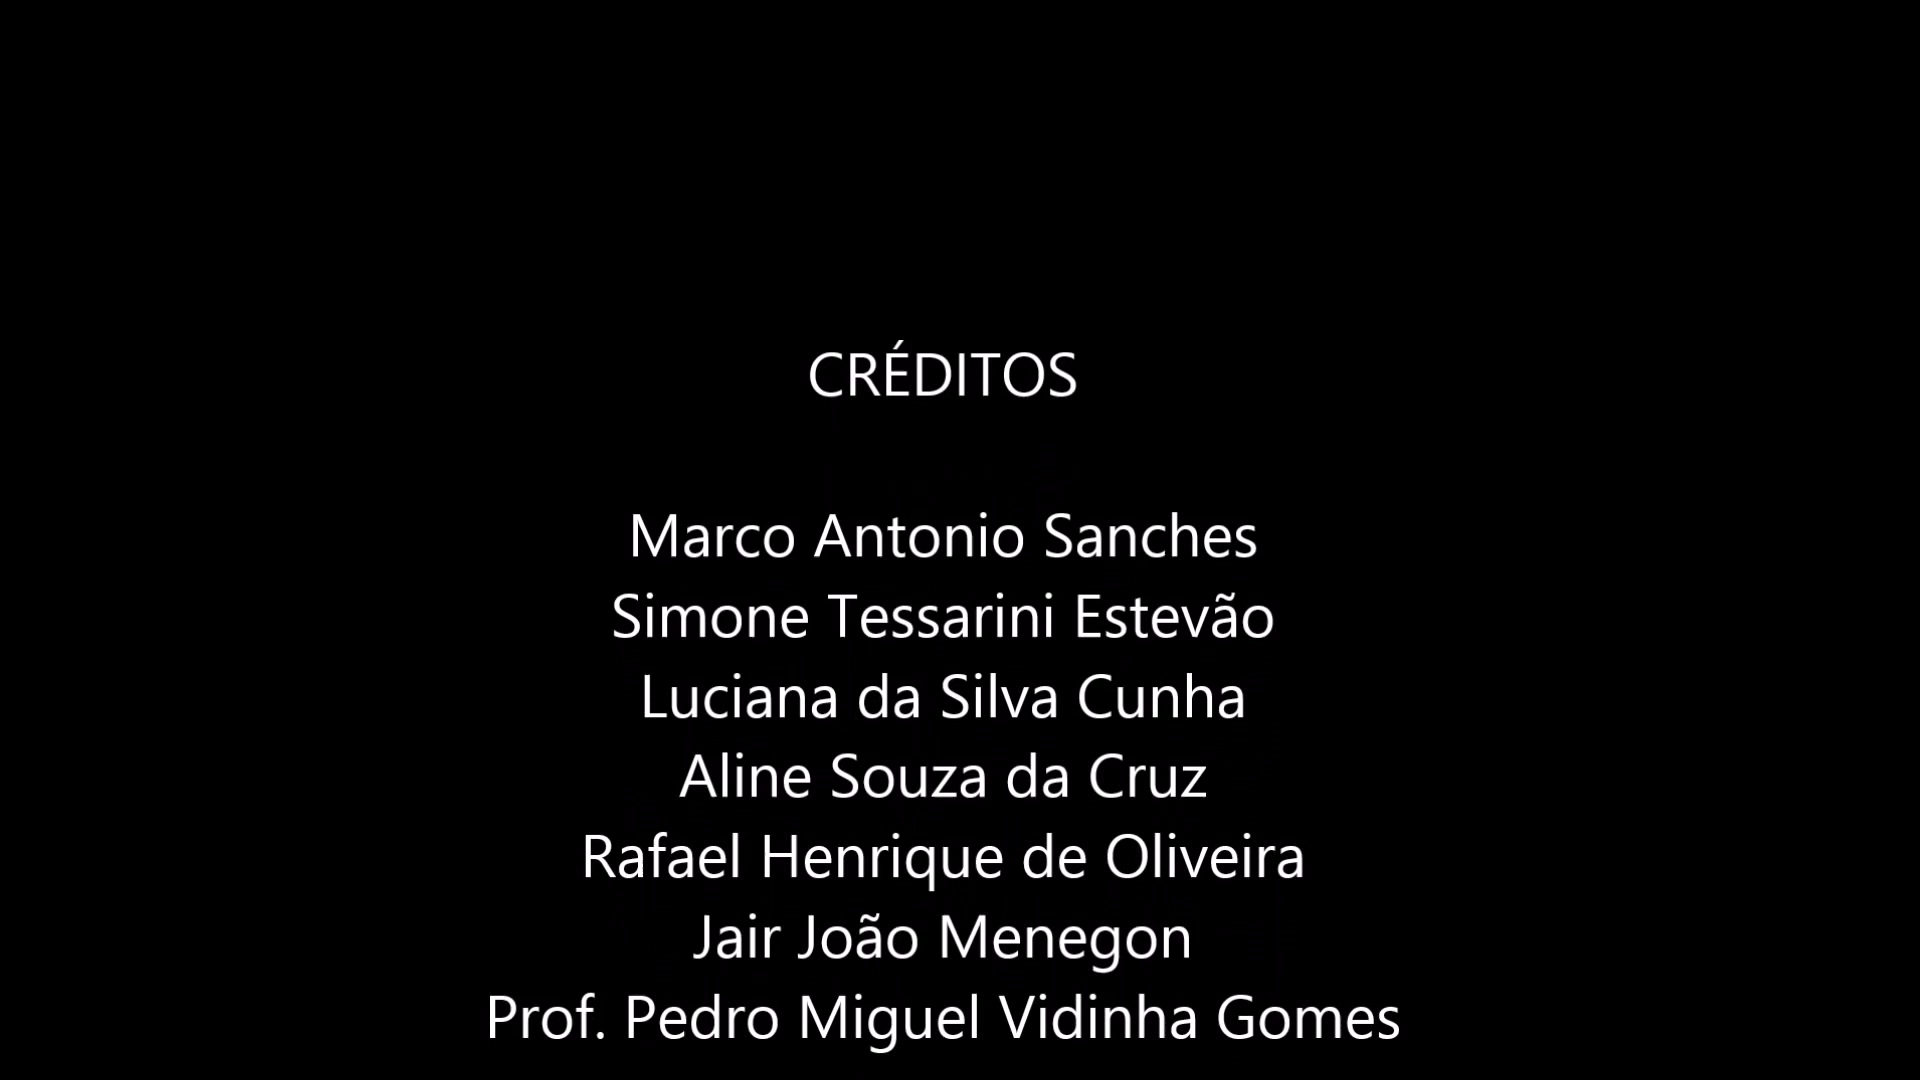 CRÉDITOS
Marco Antonio Sanches
Simone Tessarini Estevão
Luciana da Silva Cunha
Aline Souza da Cruz
Rafael Henrique de Oliveira
Jair João Menegon
Prof. Pedro Miguel Vidinha Gomes